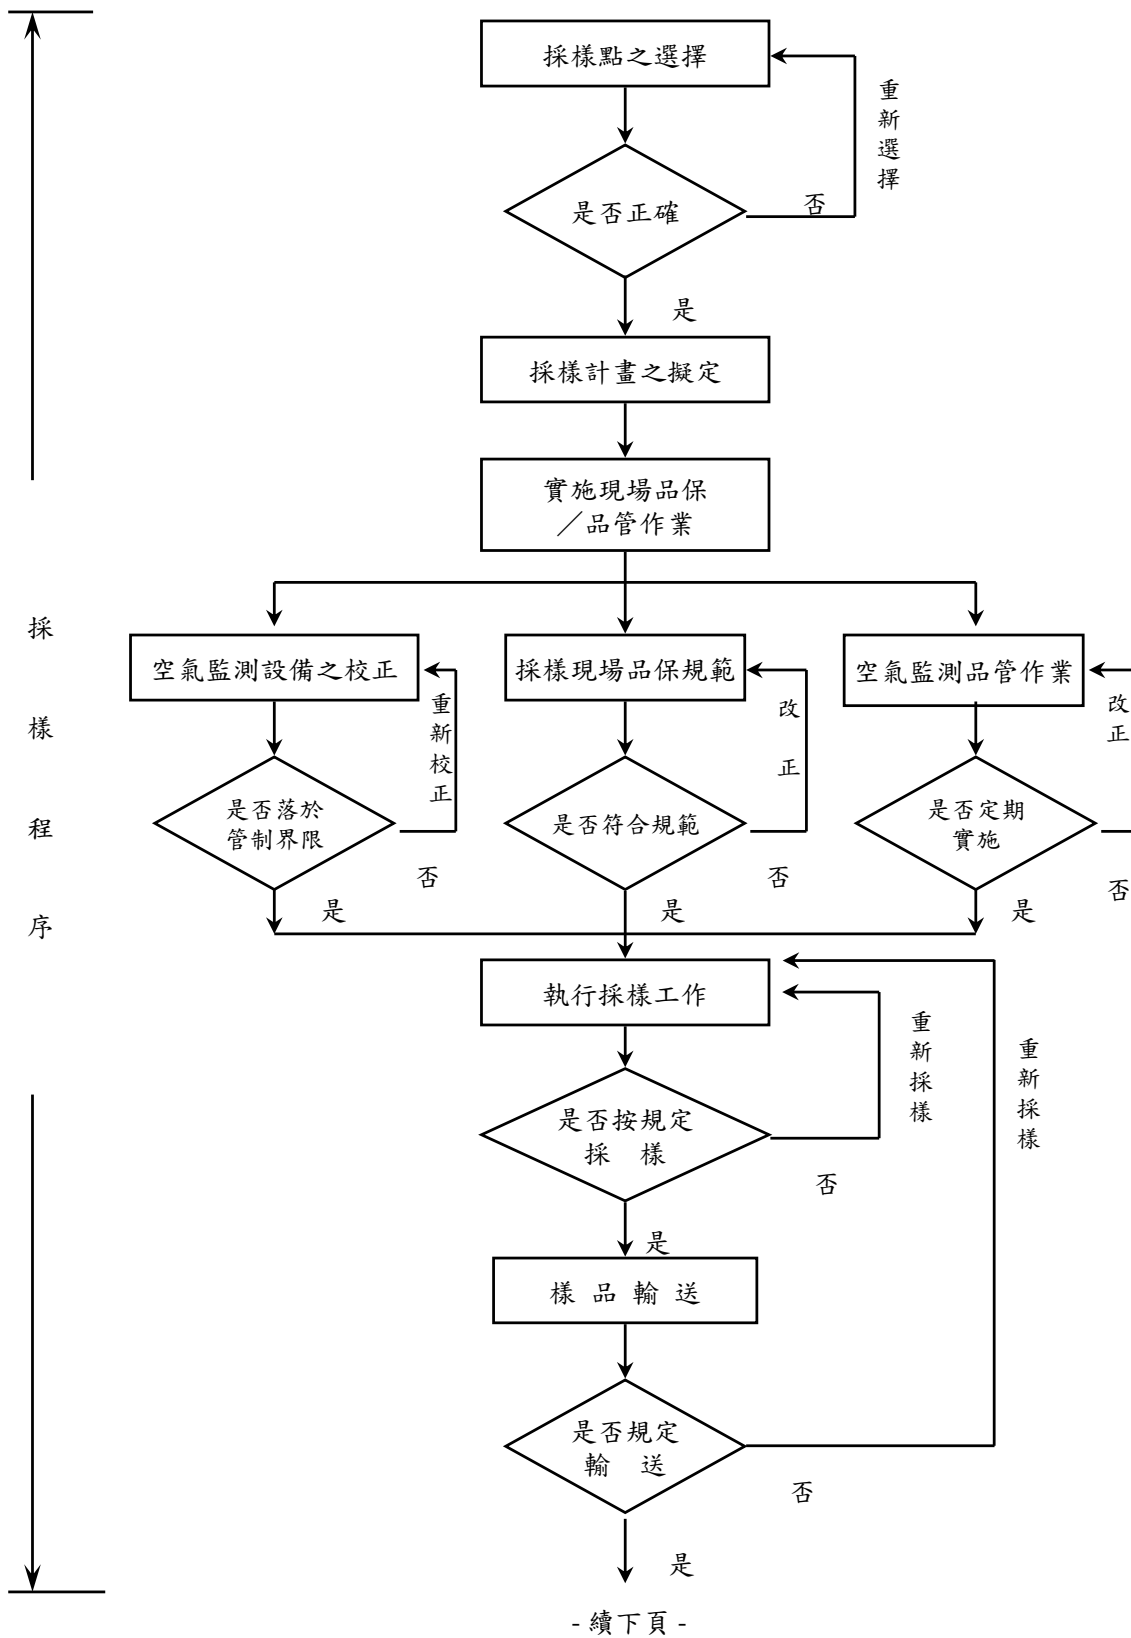 採樣點之選擇
重新選擇
是否正確
否
是
採樣計畫之擬定
實施現場品保
／品管作業
採樣程序
空氣監測設備之校正
重新校正
採樣現場品保規範
改正
空氣監測品管作業
改正
是否落於
管制界限
否
是
是否符合規範
否
是
是否定期
實施
否
是
執行採樣工作
重新採樣
重新採樣
是否按規定
採　樣
否
是
樣品輸送
是否規定
輸　送
否
是
- 續下頁 -